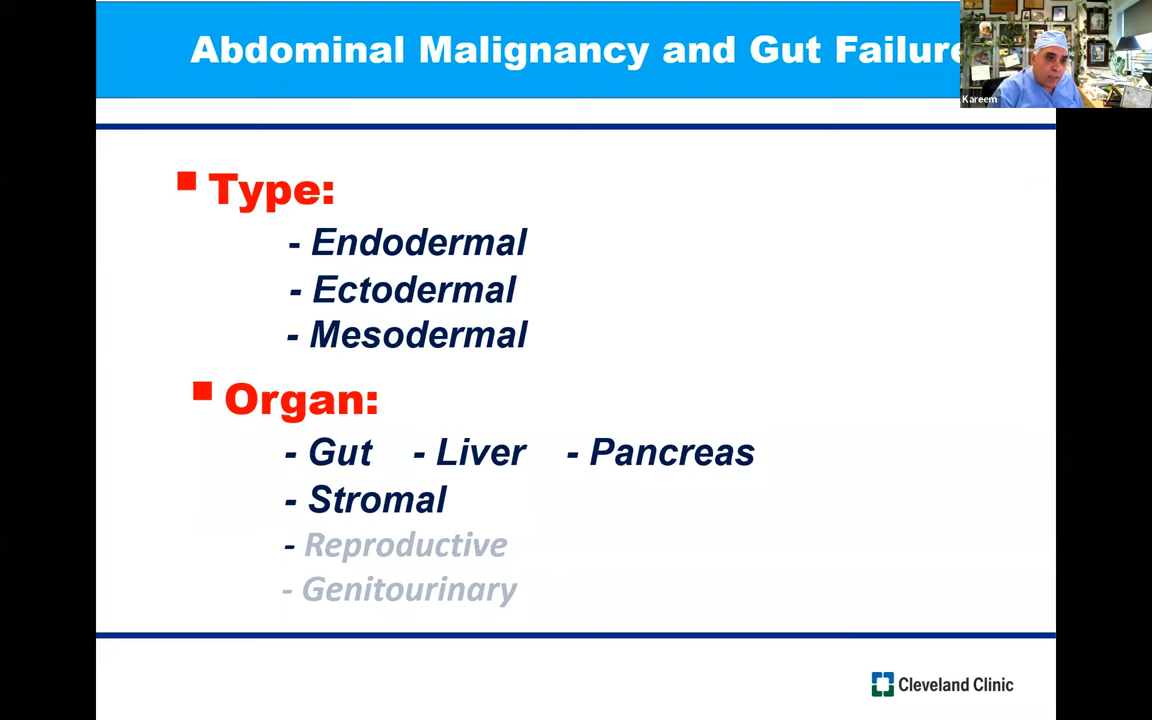 Abdominal Malignancy and Gut Failure
Kareem
Type:
- Endodermal
- Ectodermal
- Mesodermal
Organ:
- Gut - Liver - Pancreas
- Stromal
- Reproductive
- Genitourinary
Cleveland Clinic